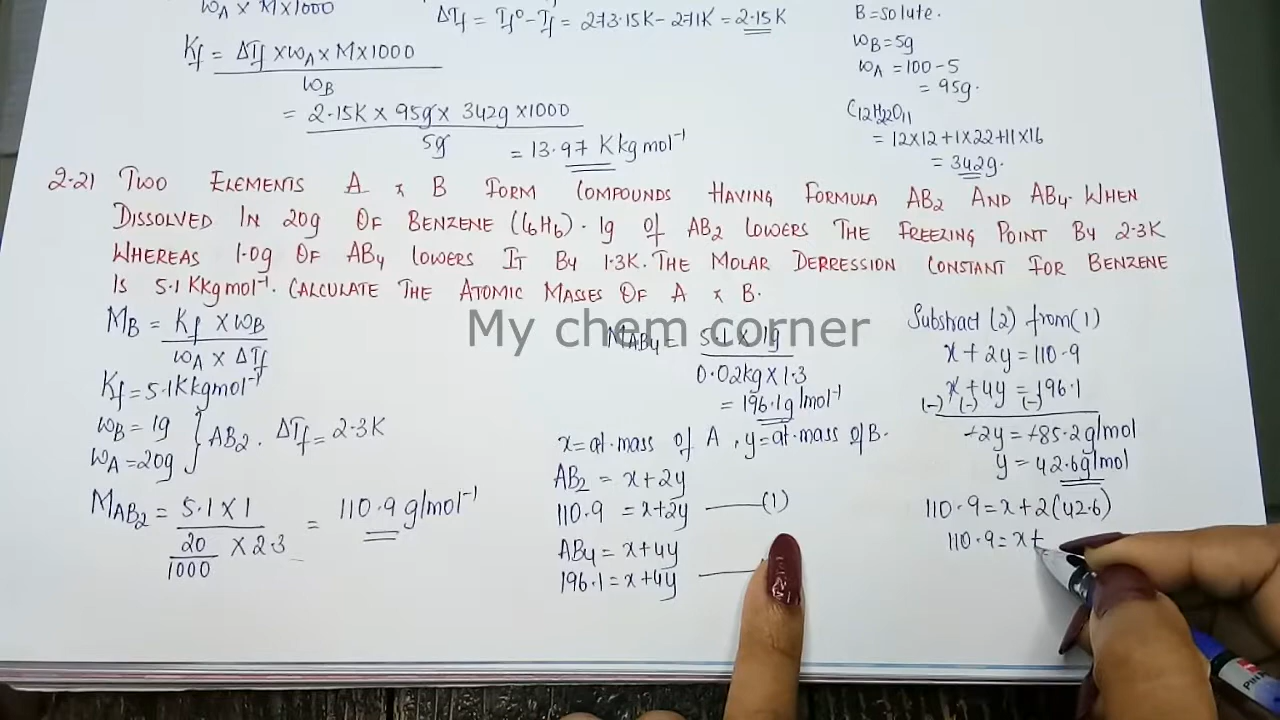 WA x M x 1000
ΔTf = Tf° - Tf = 273.15K - 271K = 2.15K
B = solute.
Kf = ΔTf x WA x M x 1000
WB
WB = 5g
WA = 100 - 5
= 95g.
= 2.15K x 95g x 342g x 1000
5g = 13.97 K kg mol⁻¹
C12H22O11
= 12x12 + 1x22 + 11x16
= 342g.
2.21 TWO ELEMENTS A & B FORM COMPOUNDS HAVING FORMULA AB2 AND AB4. WHEN
DISSOLVED IN 20g OF BENZENE (C6H6). 1g of AB2 LOWERS THE FREEZING POINT BY 2.3K
WHEREAS 1.0g OF AB4 LOWERS IT BY 1.3K. THE MOLAR DERRESSION CONSTANT FOR BENZENE
IS 5.1 K Kg mol⁻¹. CALCULATE THE ATOMIC MASSES OF A & B.
My chem corner
MB = Kf x WB
WA x ΔTf
Kf = 5.1 K kg mol⁻¹
WB = 1g
WA = 20g } AB2. ΔTf = 2.3K
MAB2 = 5.1 x 1 = 110.9 g/mol⁻¹
20 x 2.3
1000
MAB4 = 5.1 x 1g
0.02kg x 1.3
= 196.1g/mol⁻¹
x = at. mass of A, y = at. mass of B.
AB2 = x + 2y
110.9 = x + 2y —— (1)
AB4 = x + 4y
196.1 = x + 4y ——
Substract (2) from (1)
x + 2y = 110.9
x + 4y = 196.1
(-) (-) (-)
+2y = +85.2 g/mol
y = 42.6 g/mol
110.9 = x + 2(42.6)
110.9 = x +